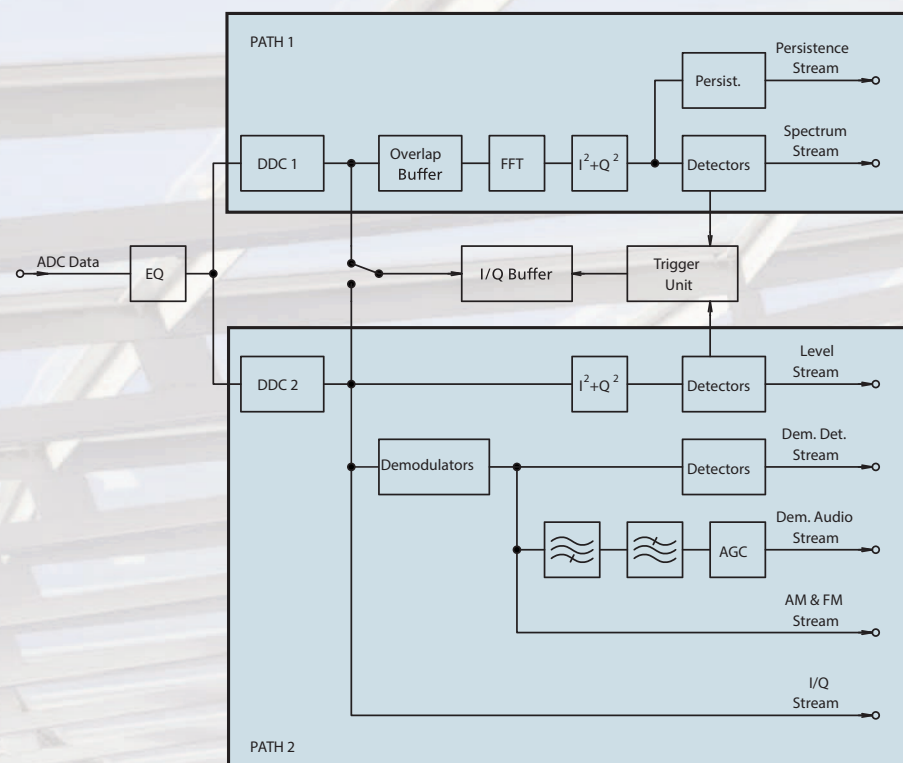 PATH 1
Persistence
Stream
Persist.
Spectrum
Stream
DDC 1
Overlap
Buffer
FFT
I²+Q²
Detectors
ADC Data
EQ
I/Q Buffer
Trigger
Unit
Level
Stream
DDC 2
I²+Q²
Detectors
Dem. Det.
Stream
Demodulators
Detectors
Dem. Audio
Stream
AGC
AM & FM
Stream
I/Q
Stream
PATH 2